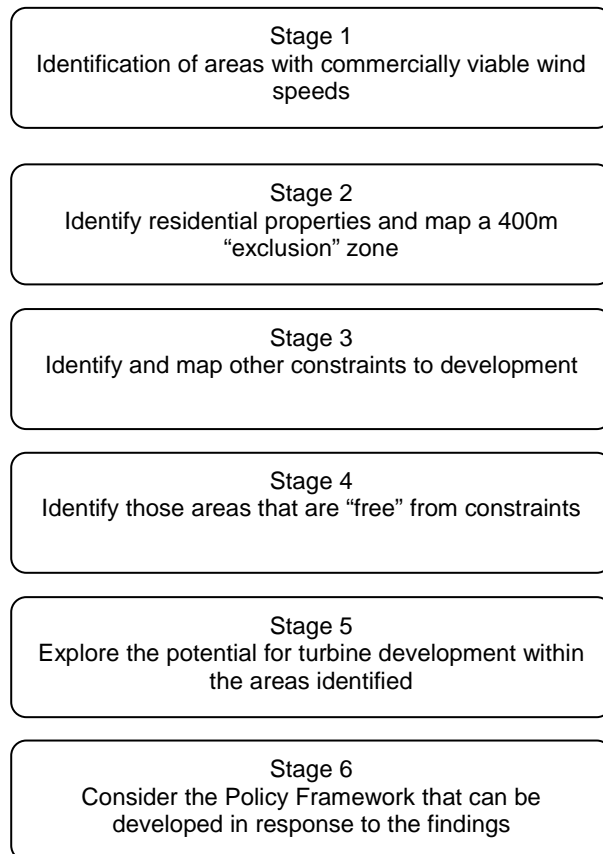 Stage 1
Identification of areas with commercially viable wind
speeds
Stage 2
Identify residential properties and map a 400m
“exclusion” zone
Stage 3
Identify and map other constraints to development
Stage 4
Identify those areas that are “free” from constraints
Stage 5
Explore the potential for turbine development within
the areas identified
Stage 6
Consider the Policy Framework that can be
developed in response to the findings